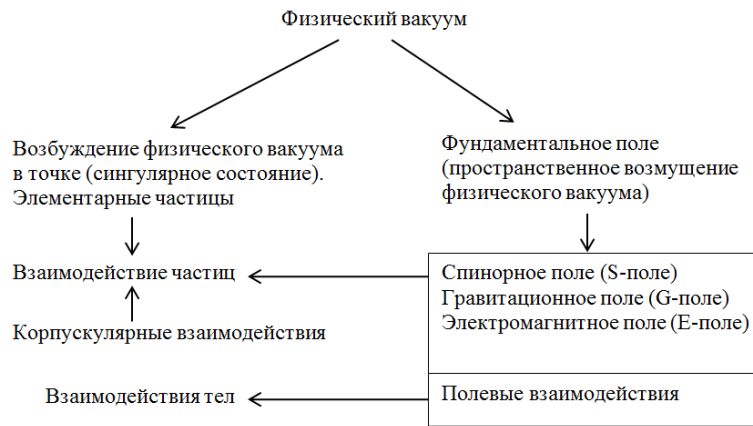 Физический вакуум
Возбуждение физического вакуума
в точке (сингулярное состояние).
Элементарные частицы
Фундаментальное поле
(пространственное возмущение
физического вакуума)
Взаимодействие частиц
Спинорное поле (S-поле)
Гравитационное поле (G-поле)
Электромагнитное поле (E-поле)
Корпускулярные взаимодействия
Взаимодействия тел
Полевые взаимодействия